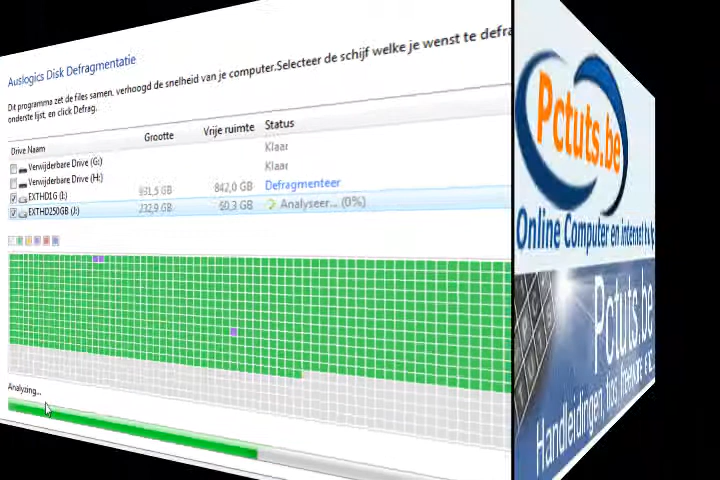 Auslogics Disk Defragmentatie
Dit programma zet de files samen, verhoogd de snelheid van je computer.Selecteer de schijf welke je wenst te defra
onderste lijst, en click Defrag.
Drive Naam Grootte Vrije ruimte Status
Verwijderbare Drive (G:) Klaar
Verwijderbare Drive (H:) Klaar
EXTHD1G (I:) 931,5 GB 842,0 GB Defragmenteer
EXTHD250GB (J:) 232,9 GB 60,3 GB Analyseer... (0%)
Analyzing...
Pctuts.be
Online Computer en internet
Pctuts.be
Handleidingen, tips, freeware